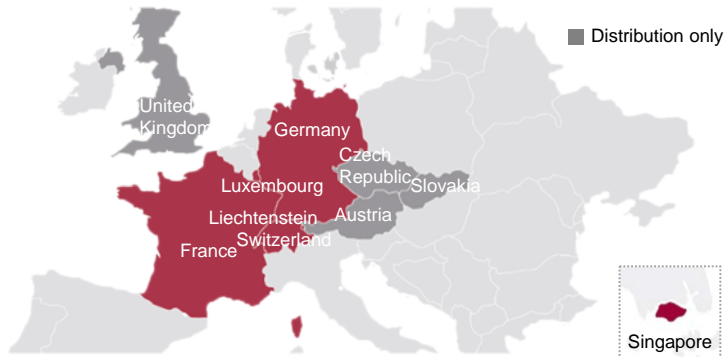 Distribution only
United
Kingdom
Germany
Czech
Republic
Slovakia
Luxembourg
Liechtenstein
Austria
Switzerland
France
Singapore